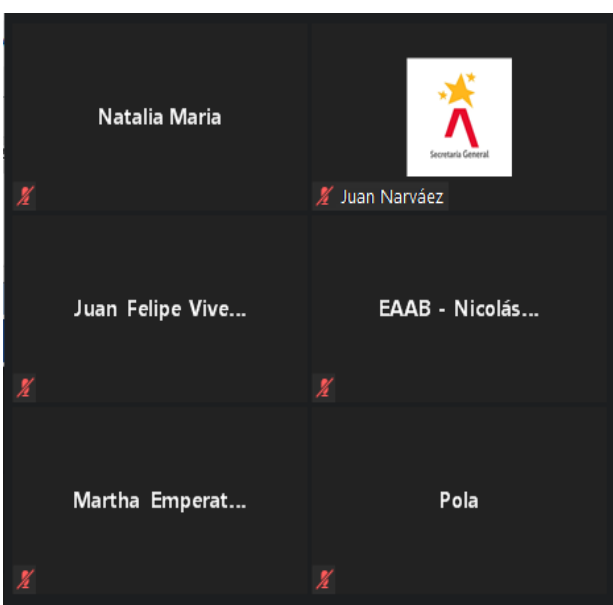 Natalia Maria
Secretaría General
Juan Narváez
Juan Felipe Vive...
EAAB - Nicolás...
Martha Emperat...
Pola